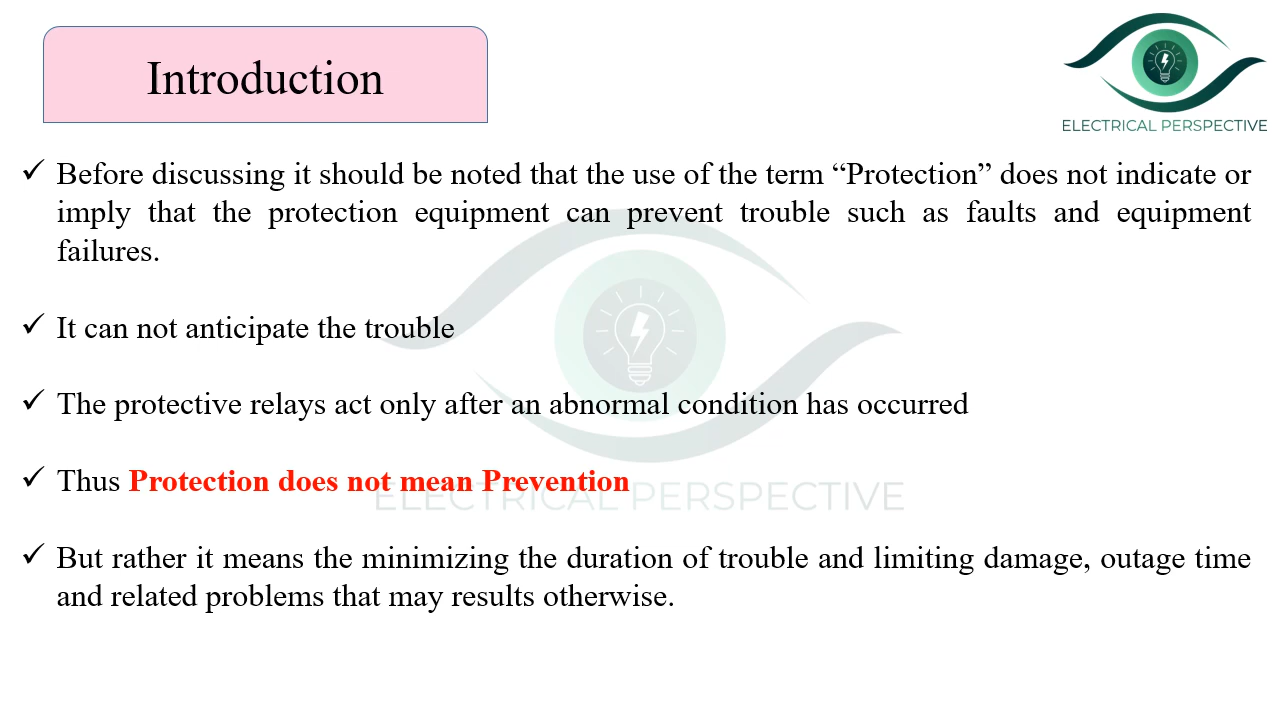 Introduction
ELECTRICAL PERSPECTIVE
✓ Before discussing it should be noted that the use of the term “Protection” does not indicate or
imply that the protection equipment can prevent trouble such as faults and equipment
failures.
✓ It can not anticipate the trouble
✓ The protective relays act only after an abnormal condition has occurred
✓ Thus Protection does not mean Prevention
ELECTRICAL PERSPECTIVE
✓ But rather it means the minimizing the duration of trouble and limiting damage, outage time
and related problems that may results otherwise.